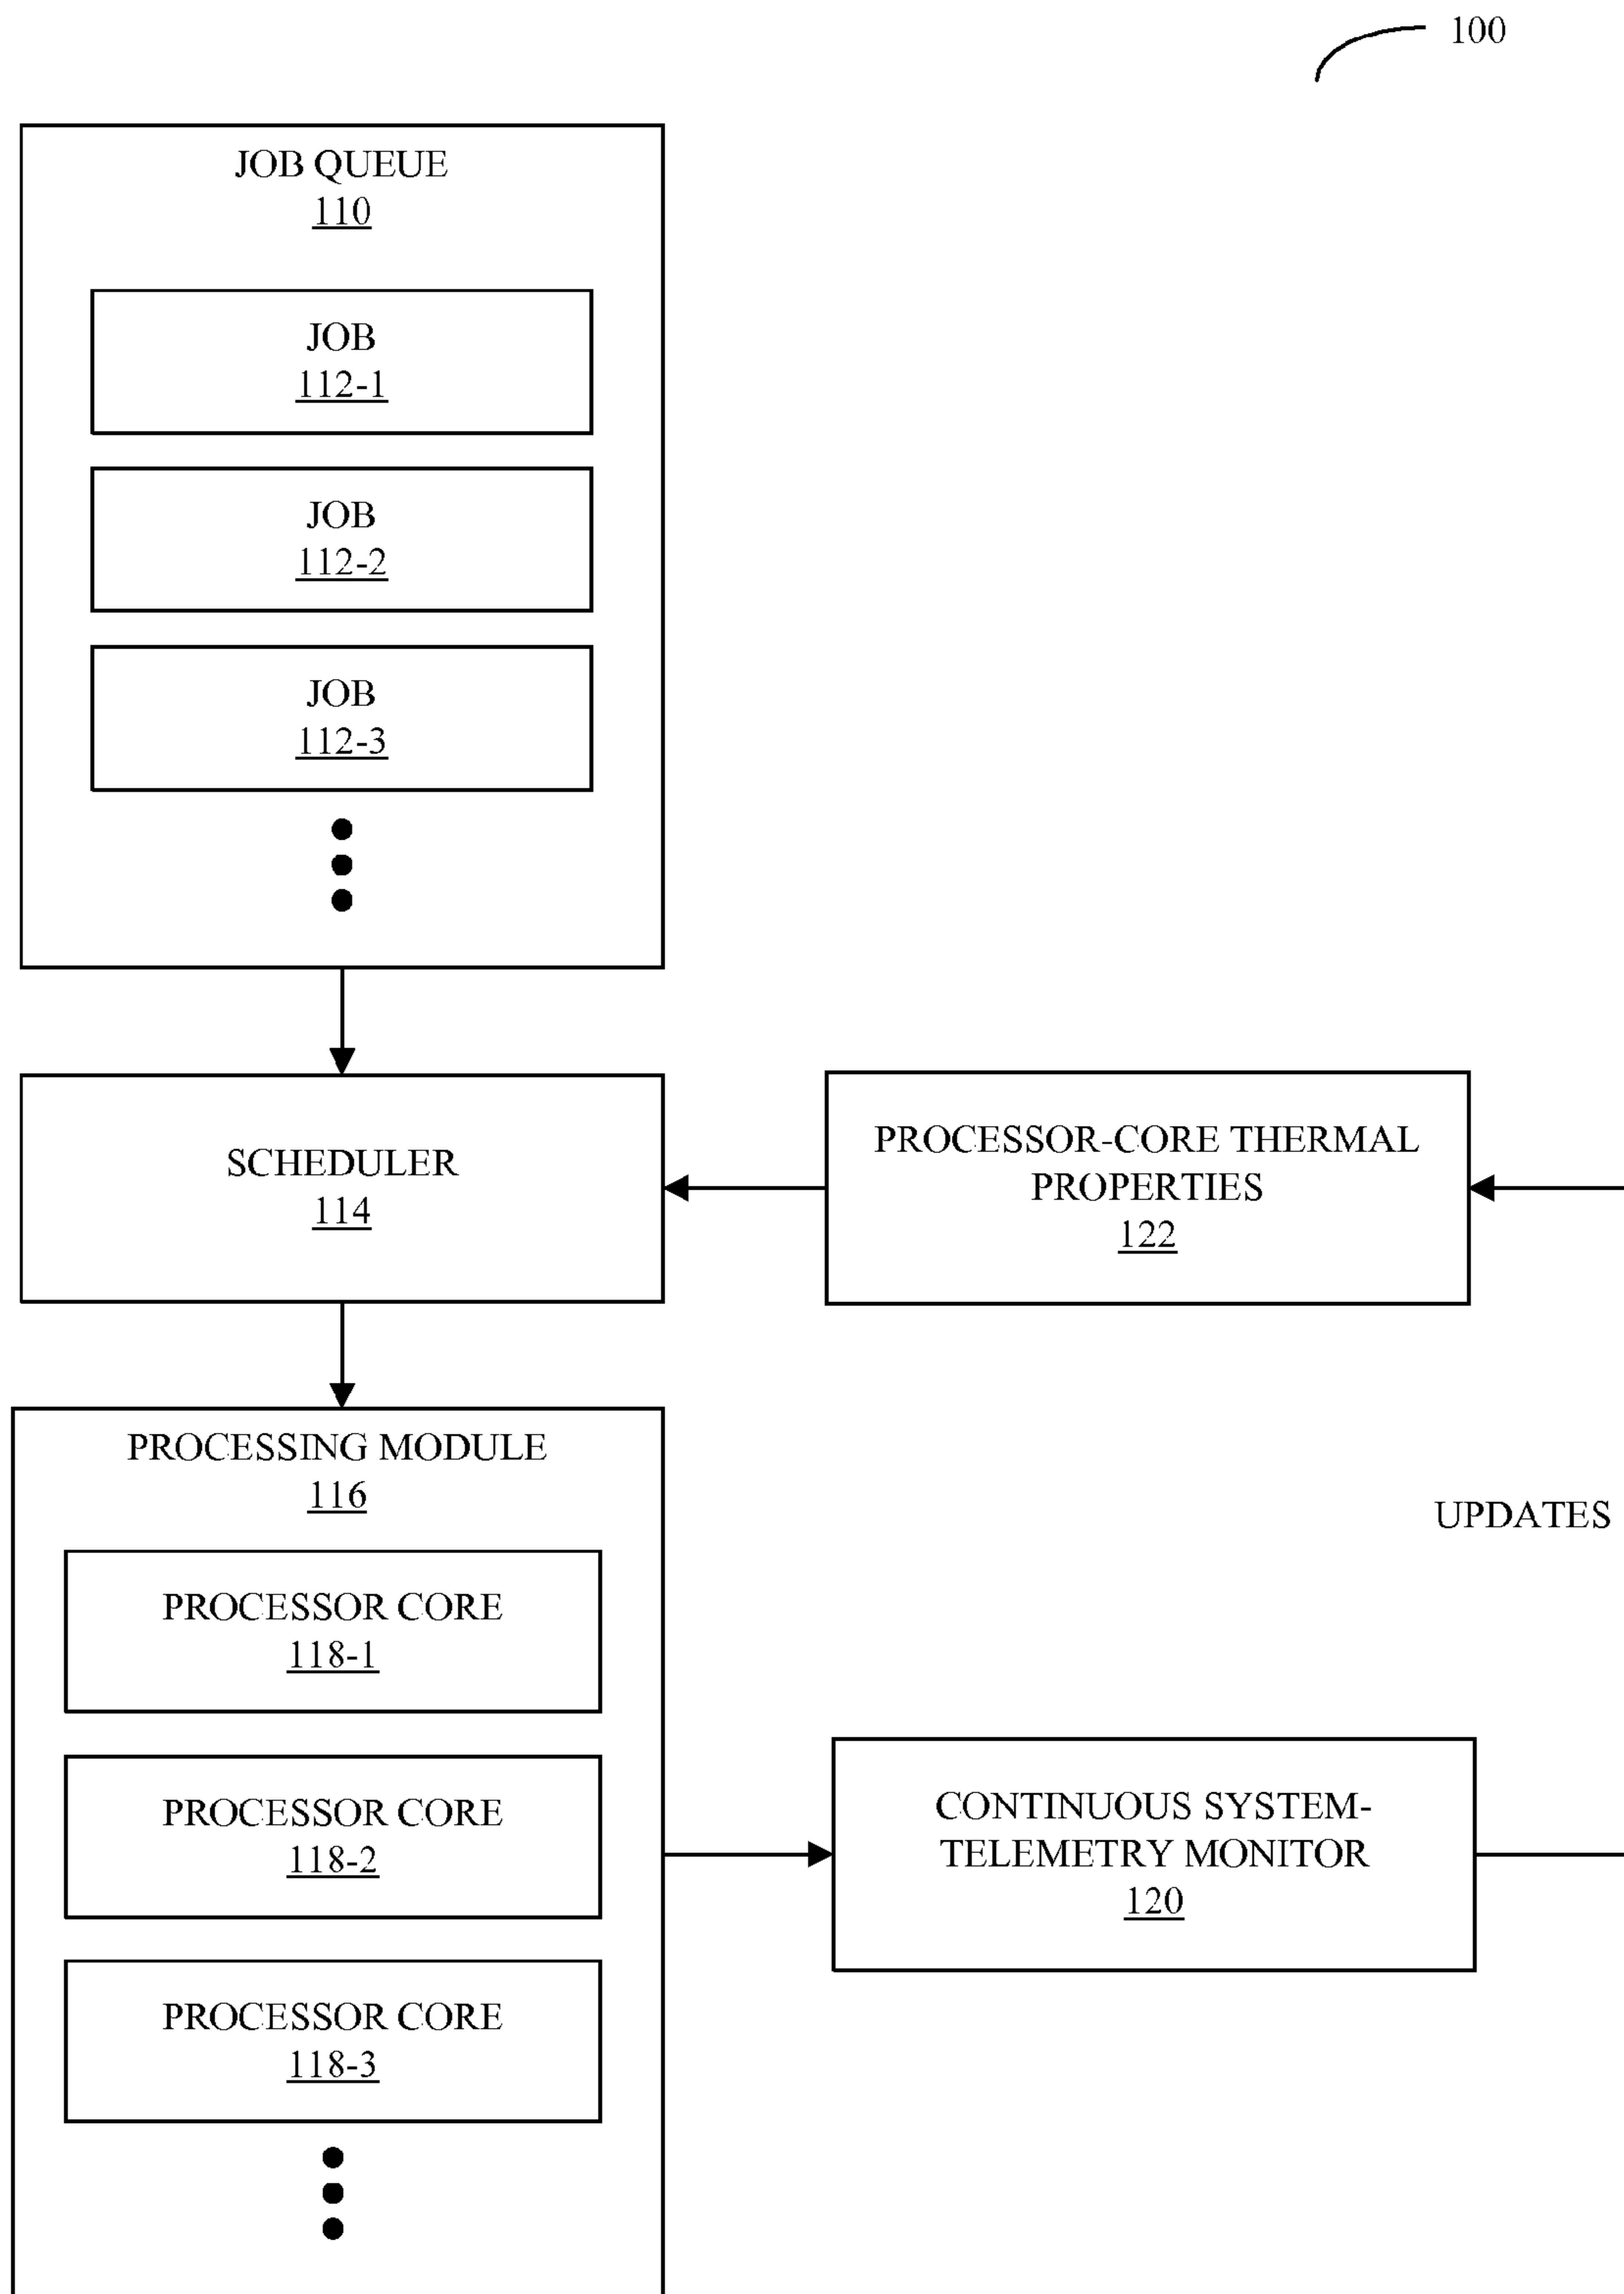 100
JOB QUEUE
110
JOB
112-1
JOB
112-2
JOB
112-3
SCHEDULER
114
PROCESSOR-CORE THERMAL
PROPERTIES
122
PROCESSING MODULE
116
UPDATES
PROCESSOR CORE
118-1
PROCESSOR CORE
118-2
CONTINUOUS SYSTEM-
TELEMETRY MONITOR
120
PROCESSOR CORE
118-3